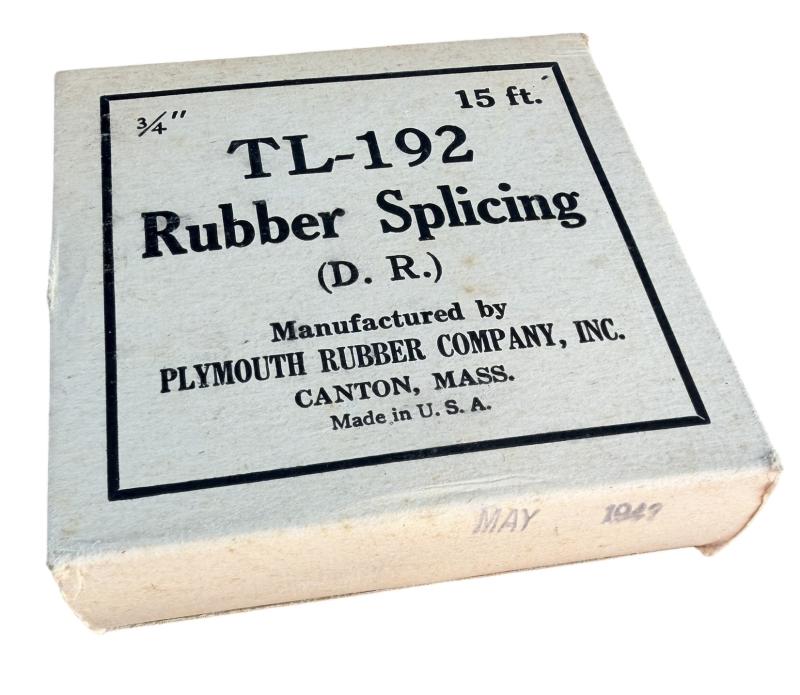 3/4" 15 ft.
TL-192
Rubber Splicing
(D. R.)
Manufactured by
PLYMOUTH RUBBER COMPANY, INC.
CANTON, MASS.
Made in U. S. A.
MAY